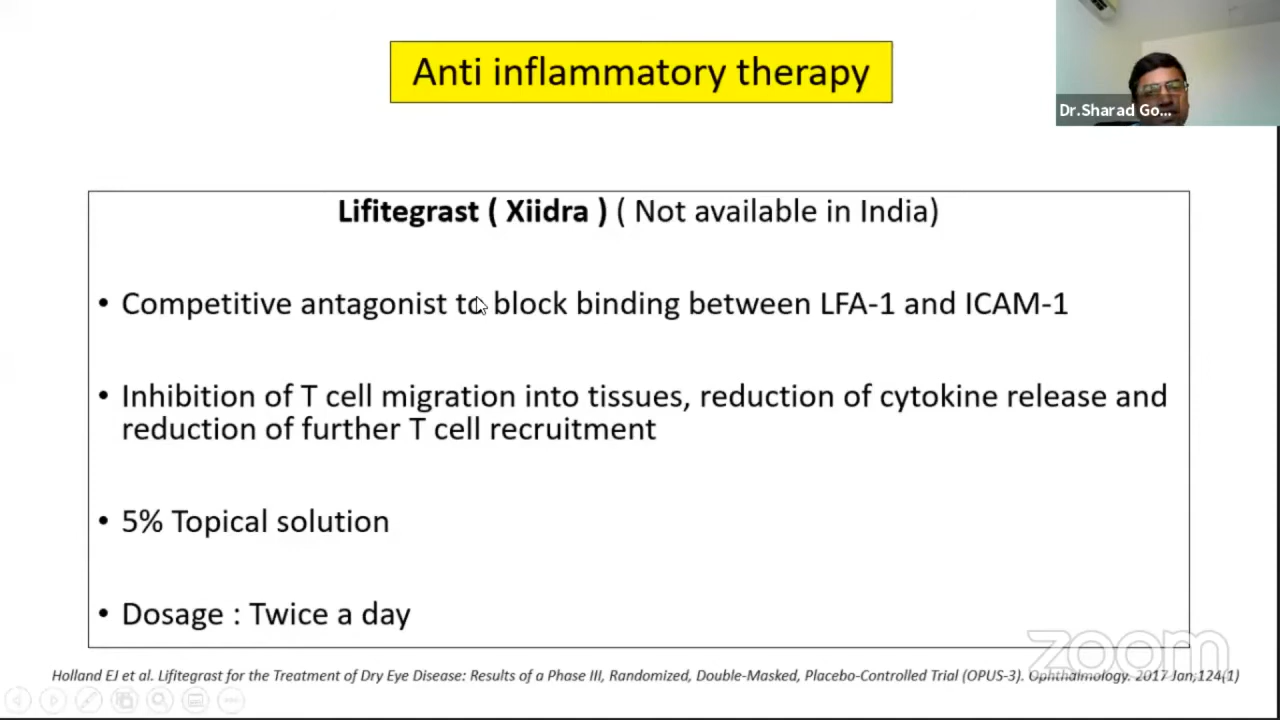 Anti inflammatory therapy
Dr.Sharad Go...
Lifitegrast ( Xiidra ) ( Not available in India)
• Competitive antagonist to block binding between LFA-1 and ICAM-1
• Inhibition of T cell migration into tissues, reduction of cytokine release and
reduction of further T cell recruitment
• 5% Topical solution
• Dosage : Twice a day
zoom
Holland EJ et al. Lifitegrast for the Treatment of Dry Eye Disease: Results of a Phase III, Randomized, Double-Masked, Placebo-Controlled Trial (OPUS-3). Ophthalmology. 2017 Jan;124(1)